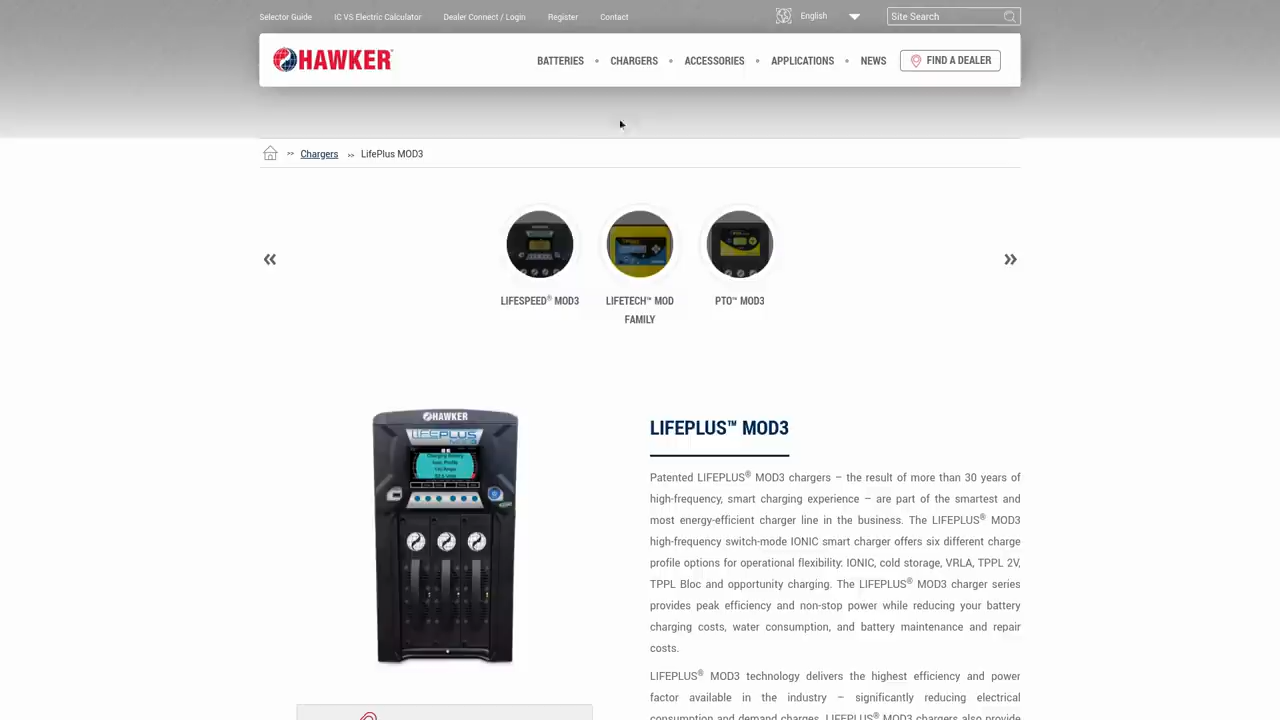 Selector Guide
IC VS Electric Calculator
Dealer Connect / Login
Register
Contact
English
Site Search
HAWKER
BATTERIES
CHARGERS
ACCESSORIES
APPLICATIONS
NEWS
FIND A DEALER
>> Chargers >> LifePlus MOD3
«
»
LIFESPEED® MOD3
LIFETECH™ MOD
FAMILY
PTO™ MOD3
HAWKER
LIFEPLUS
MOD3
LIFEPLUS™ MOD3
Patented LIFEPLUS® MOD3 chargers – the result of more than 30 years of
high-frequency, smart charging experience – are part of the smartest and
most energy-efficient charger line in the business. The LIFEPLUS® MOD3
high-frequency switch-mode IONIC smart charger offers six different charge
profile options for operational flexibility: IONIC, cold storage, VRLA, TPPL 2V,
TPPL Bloc and opportunity charging. The LIFEPLUS® MOD3 charger series
provides peak efficiency and non-stop power while reducing your battery
charging costs, water consumption, and battery maintenance and repair
costs.
LIFEPLUS® MOD3 technology delivers the highest efficiency and power
factor available in the industry – significantly reducing electrical
consumption and demand charges. LIFEPLUS® MOD3 chargers also provide